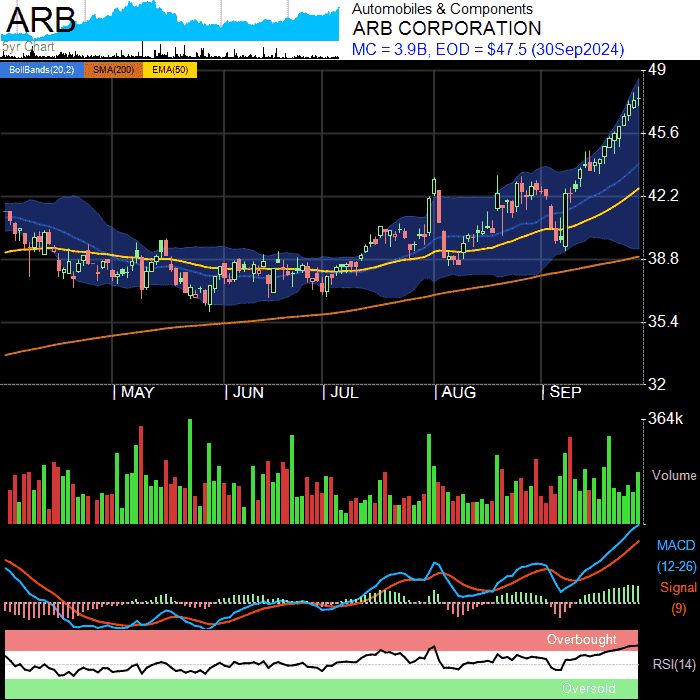 ARB
5yr Chart
Automobiles & Components
ARB CORPORATION
MC = 3.9B, EOD = $47.5 (30Sep2024)
BollBands(20,2) SMA(200) EMA(50)
49
45.6
42.2
38.8
35.4
32
| MAY | JUN | JUL | AUG | SEP
364k
Volume
MACD
(12-26)
Signal
(9)
Overbought
RSI(14)
Oversold